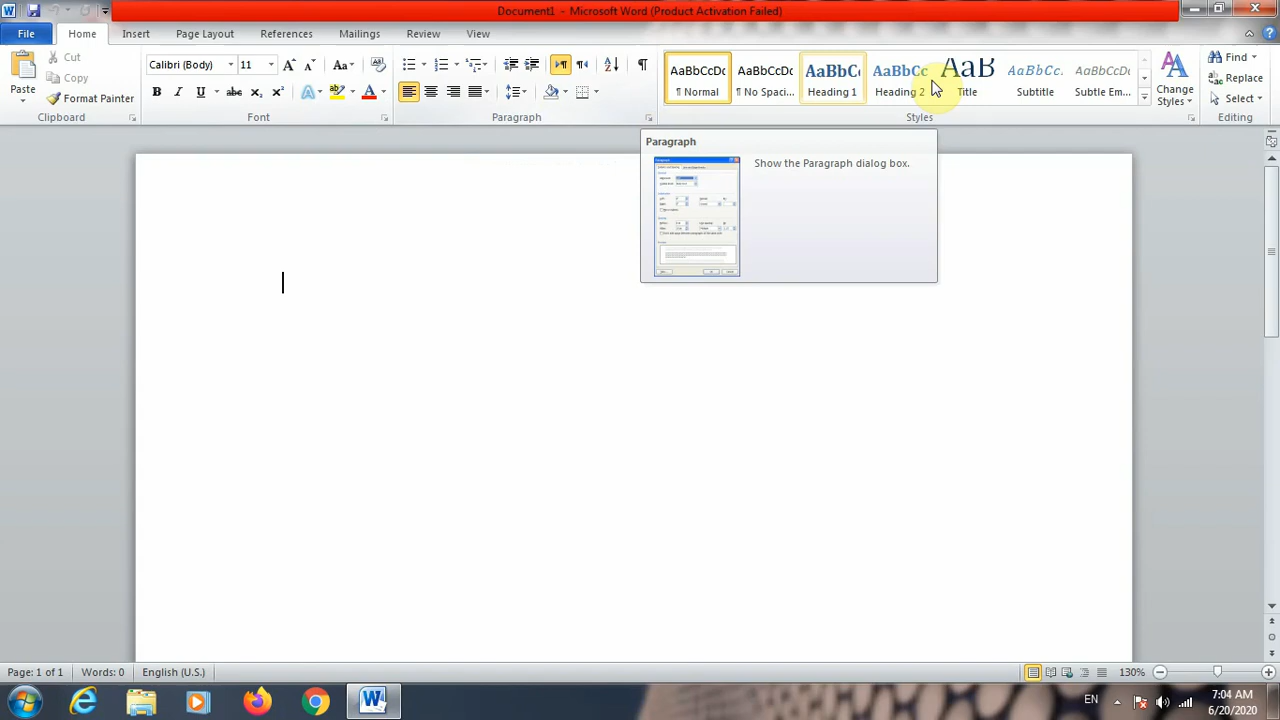 Document1 - Microsoft Word (Product Activation Failed)
File
Home
Insert
Page Layout
References
Mailings
Review
View
Paste
Cut
Copy
Format Painter
Clipboard
Calibri (Body)
11
Font
Paragraph
AaBbCcDc
¶ Normal
AaBbCcDc
¶ No Spaci...
AaBbC
Heading 1
AaBbCc
Heading 2
AaB
Title
AaBbCc.
Subtitle
AaBbCcDc
Subtle Em...
Change
Styles
Styles
Find
Replace
Select
Editing
Paragraph
Show the Paragraph dialog box.
Page: 1 of 1
Words: 0
English (U.S.)
130%
EN
7:04 AM
6/20/2020